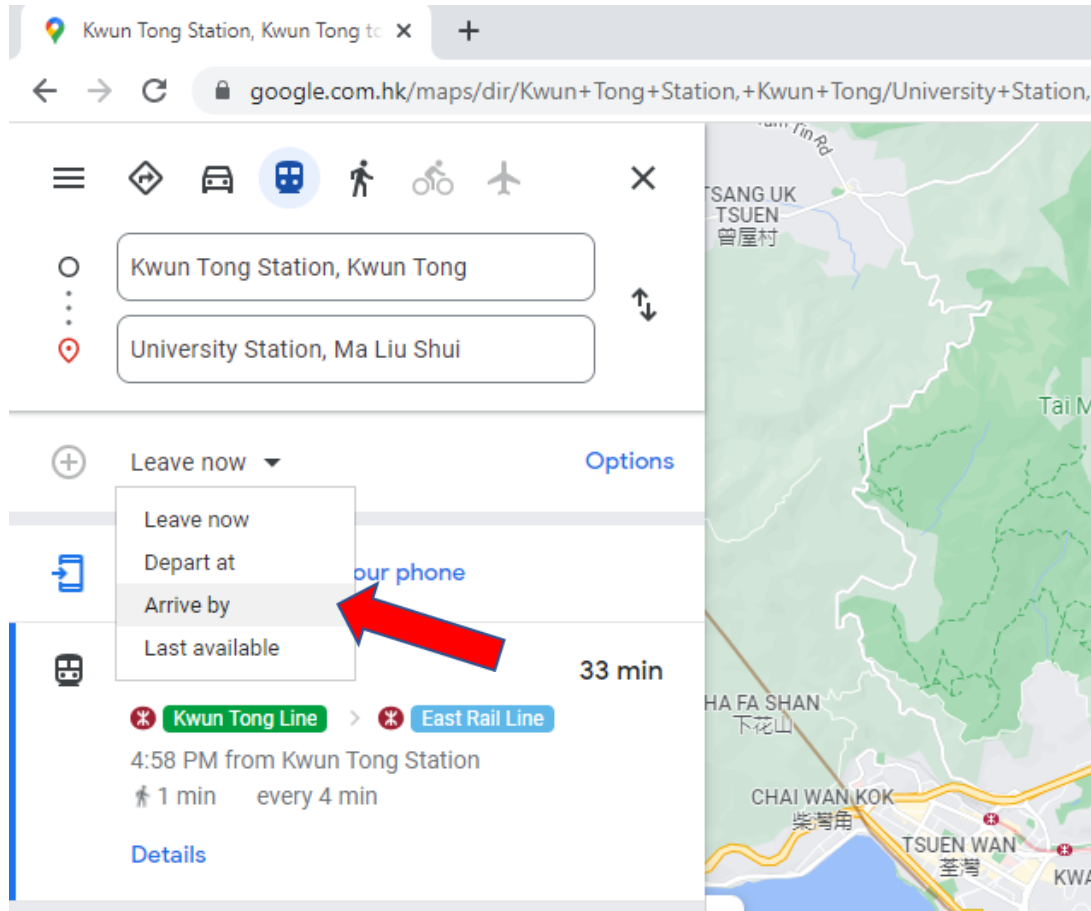 Kwun Tong Station, Kwun Tong to
google.com.hk/maps/dir/Kwun+Tong+Station,+Kwun+Tong/University+Station,
Kwun Tong Station, Kwun Tong
University Station, Ma Liu Shui
Leave now
Options
Leave now
Depart at
Arrive by
Last available
our phone
33 min
Kwun Tong Line > East Rail Line
4:58 PM from Kwun Tong Station
1 min every 4 min
Details
Tin Rd
TSANG UK
TSUEN
曾屋村
Tai M
HA FA SHAN
下花山
CHAI WAN KOK
柴灣角
TSUEN WAN
荃灣
KWA